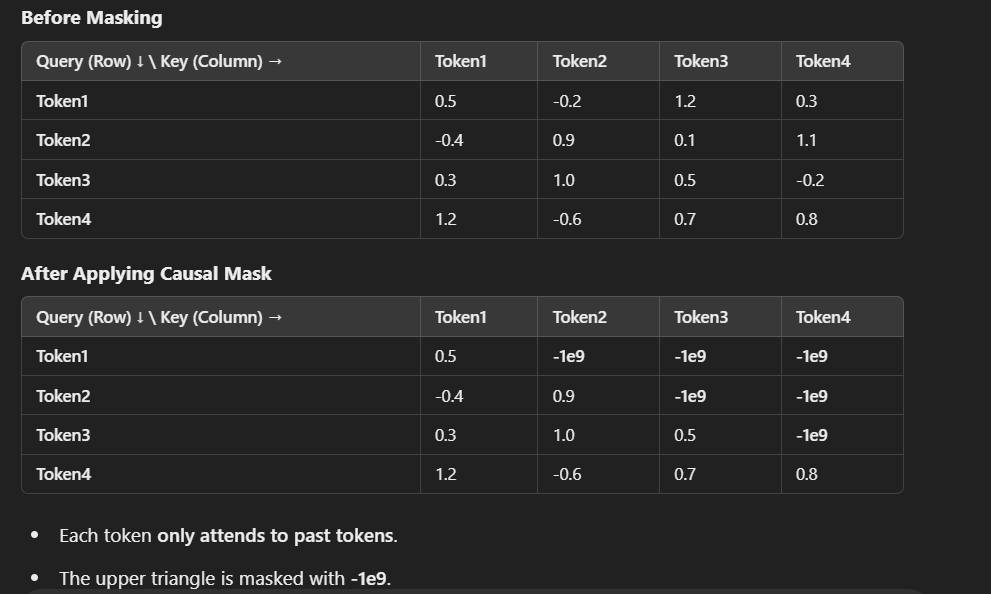 Before Masking
Query (Row) ↓ \ Key (Column) → Token1 Token2 Token3 Token4
Token1 0.5 -0.2 1.2 0.3
Token2 -0.4 0.9 0.1 1.1
Token3 0.3 1.0 0.5 -0.2
Token4 1.2 -0.6 0.7 0.8
After Applying Causal Mask
Query (Row) ↓ \ Key (Column) → Token1 Token2 Token3 Token4
Token1 0.5 -1e9 -1e9 -1e9
Token2 -0.4 0.9 -1e9 -1e9
Token3 0.3 1.0 0.5 -1e9
Token4 1.2 -0.6 0.7 0.8
• Each token only attends to past tokens.
• The upper triangle is masked with -1e9.